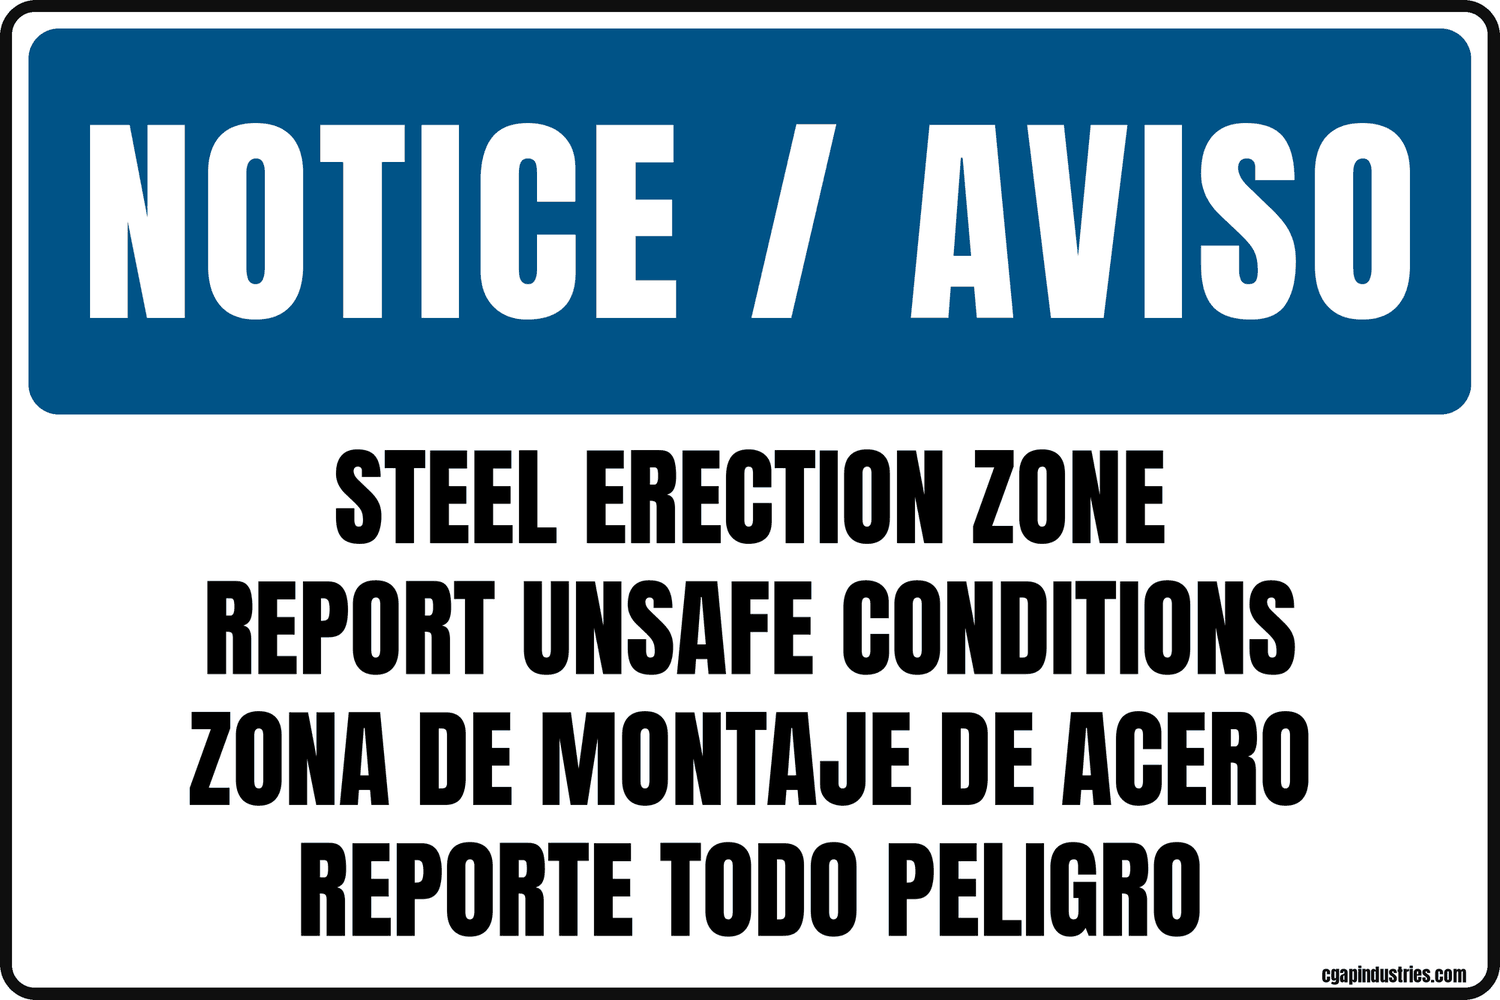 NOTICE / AVISO
STEEL ERECTION ZONE
REPORT UNSAFE CONDITIONS
ZONA DE MONTAJE DE ACERO
REPORTE TODO PELIGRO
cgapindustries.com